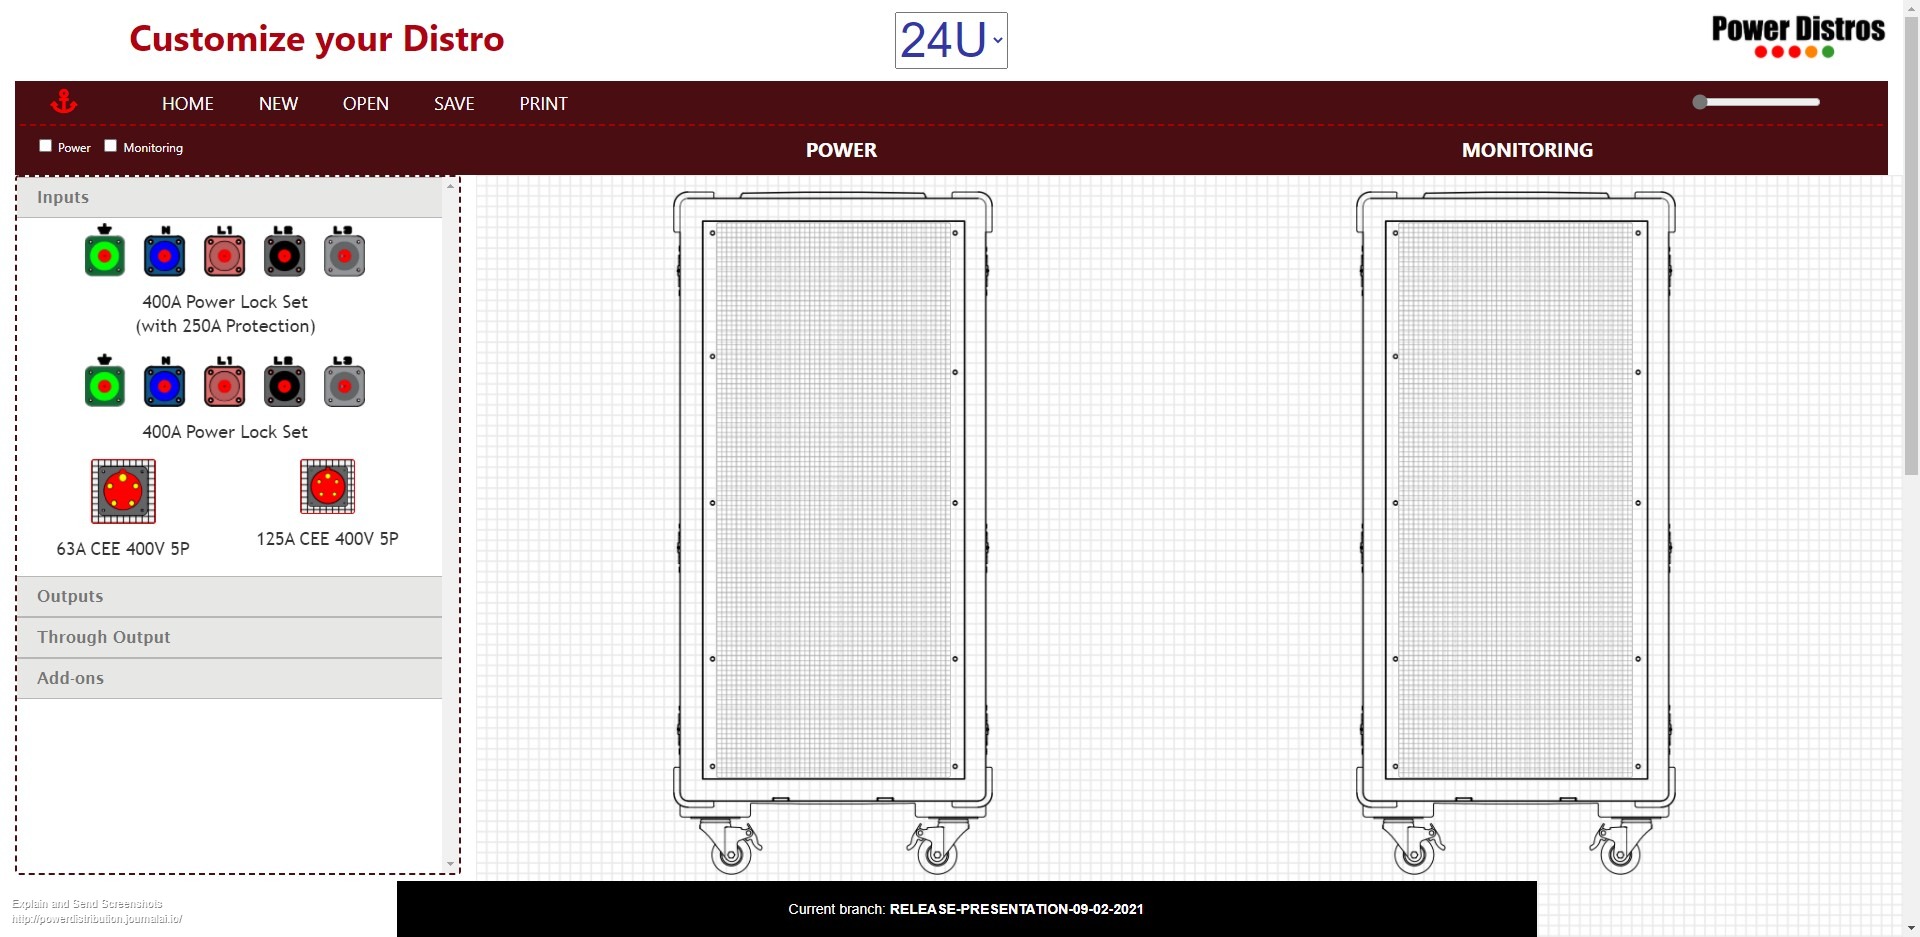 Customize your Distro
24U
Power Distros
HOME NEW OPEN SAVE PRINT
Power Monitoring
POWER
MONITORING
Inputs
N L1 L2 L3
400A Power Lock Set
(with 250A Protection)
N L1 L2 L3
400A Power Lock Set
63A CEE 400V 5P
125A CEE 400V 5P
Outputs
Through Output
Add-ons
Explain and Send Screenshots
http://powerdistribution.journalai.io/
Current branch: RELEASE-PRESENTATION-09-02-2021